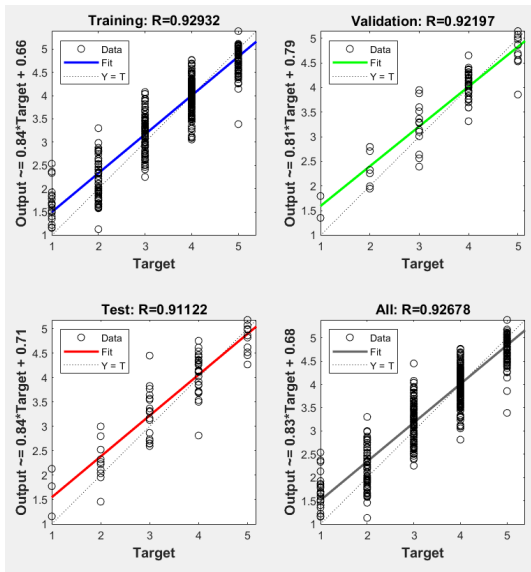 Training: R=0.92932
Output ~= 0.84*Target + 0.66
5
4.5
4
3.5
3
2.5
2
1.5
1
Data
Fit
Y = T
1 2 3 4 5
Target
Validation: R=0.92197
Output ~= 0.81*Target + 0.79
5
4.5
4
3.5
3
2.5
2
1.5
1
Data
Fit
Y = T
1 2 3 4 5
Target
Test: R=0.91122
Output ~= 0.84*Target + 0.71
5
4.5
4
3.5
3
2.5
2
1.5
1
Data
Fit
Y = T
1 2 3 4 5
Target
All: R=0.92678
Output ~= 0.83*Target + 0.68
5
4.5
4
3.5
3
2.5
2
1.5
1
Data
Fit
Y = T
1 2 3 4 5
Target